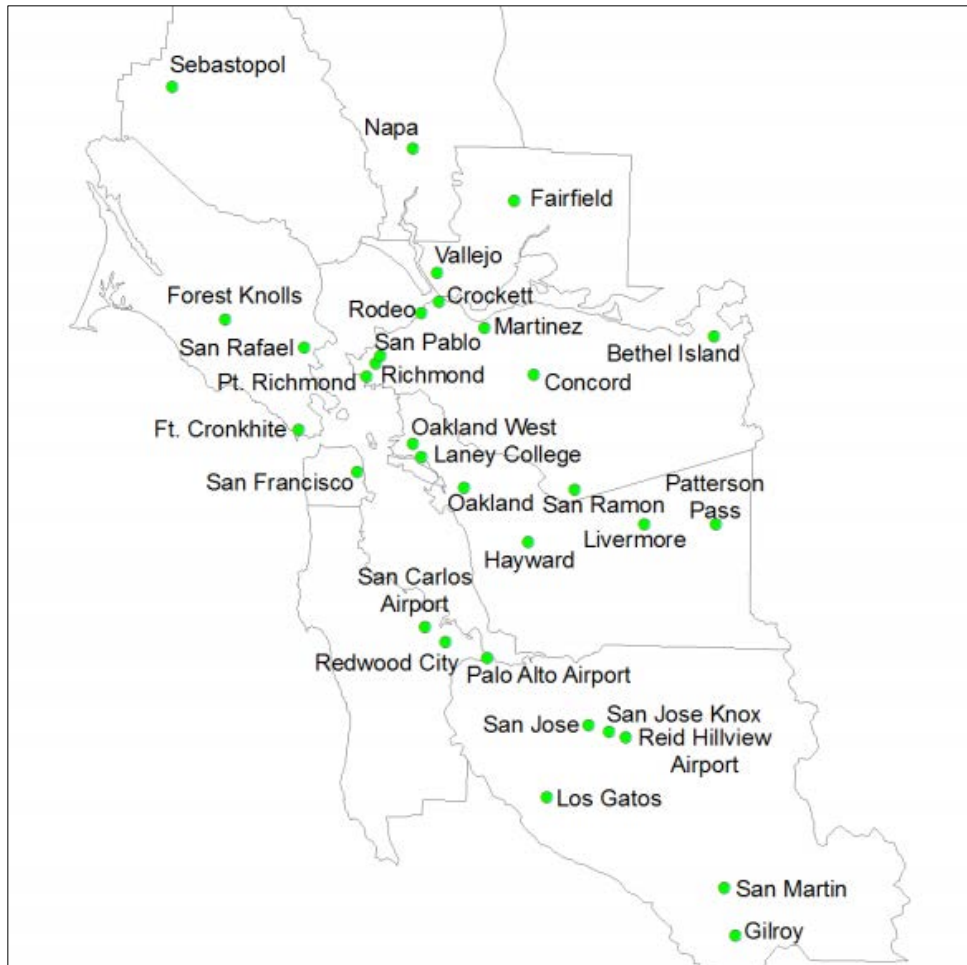 Sebastopol
Napa
Fairfield
Vallejo
Forest Knolls
Crockett
Rodeo
Martinez
San Pablo
San Rafael
Bethel Island
Pt. Richmond
Richmond
Concord
Ft. Cronkhite
Oakland West
Laney College
San Francisco
Oakland
San Ramon
Patterson
Pass
Livermore
Hayward
San Carlos
Airport
Redwood City
Palo Alto Airport
San Jose
San Jose Knox
Reid Hillview
Airport
Los Gatos
San Martin
Gilroy